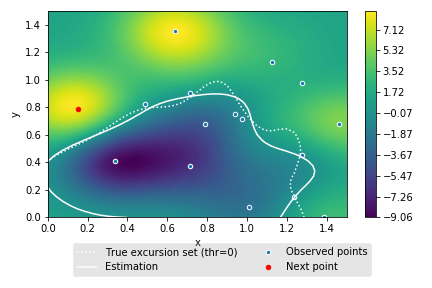 1.4
1.2
1.0
0.8
0.6
0.4
0.2
0.0
y
0.0 0.2 0.4 0.6 0.8 1.0 1.2 1.4
x
7.12
5.32
3.52
1.72
−0.07
−1.87
−3.67
−5.47
−7.26
−9.06
True excursion set (thr=0)
Estimation
Observed points
Next point